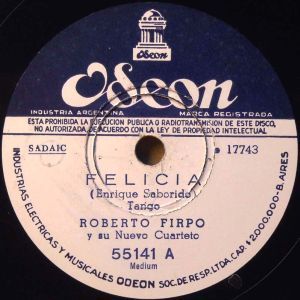 ODEON
Odeon
INDUSTRIA ARGENTINA
MARCA REGISTRADA
ESTA PROHIBIDA LA EJECUCION PUBLICA O RADIOTRANSMISION DE ESTE DISCO,
NO AUTORIZADAS DE ACUERDO CON LA LEY DE PROPIEDAD INTELECTUAL
SADAIC
• 17743
FELICIA
(Enrique Saborido)
Tango
ROBERTO FIRPO
y su Nuevo Cuarteto
55141 A
Medium
INDUSTRIAS ELECTRICAS Y MUSICALES ODEON SOC. DE RESP. LTDA. CAP. $ 2.000.000 - B. AIRES